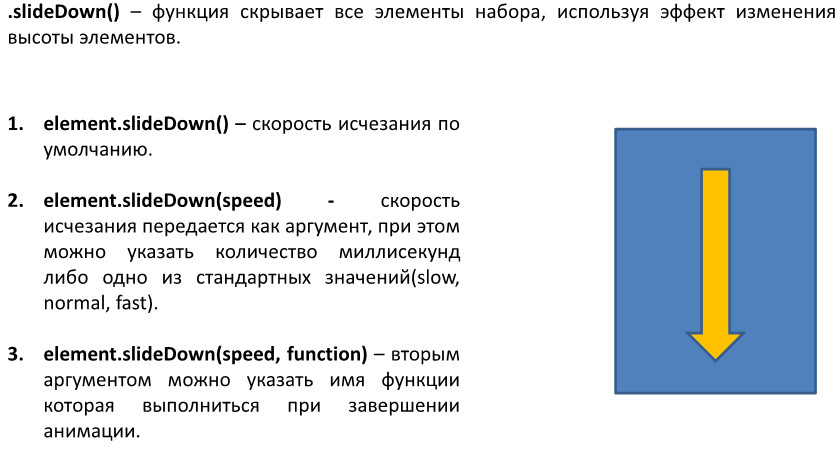 .slideDown() – функция скрывает все элементы набора, используя эффект изменения
высоты элементов.
1. element.slideDown() – скорость исчезания по
умолчанию.
2. element.slideDown(speed) - скорость
исчезания передается как аргумент, при этом
можно указать количество миллисекунд
либо одно из стандартных значений(slow,
normal, fast).
3. element.slideDown(speed, function) – вторым
аргументом можно указать имя функции
которая выполниться при завершении
анимации.